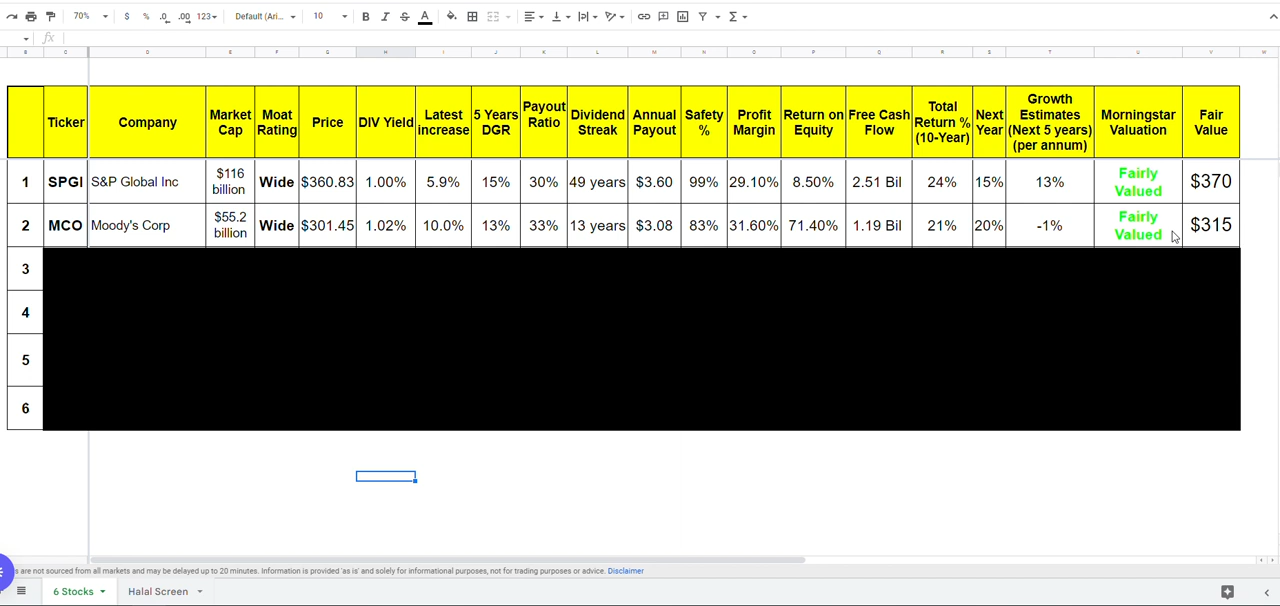 70% $ % .0 .00 123 Default (Ari... 10 B I S A
fx
B C D E F G H I J K L M N O P Q R S T U V W
Ticker Company Market Cap Moat Rating Price DIV Yield Latest increase 5 Years DGR Payout Ratio Dividend Streak Annual Payout Safety % Profit Margin Return on Equity Free Cash Flow Total Return % (10-Year) Next Year Growth Estimates (Next 5 years) (per annum) Morningstar Valuation Fair Value
1 SPGI S&P Global Inc $116 billion Wide $360.83 1.00% 5.9% 15% 30% 49 years $3.60 99% 29.10% 8.50% 2.51 Bil 24% 15% 13% Fairly Valued $370
2 MCO Moody's Corp $55.2 billion Wide $301.45 1.02% 10.0% 13% 33% 13 years $3.08 83% 31.60% 71.40% 1.19 Bil 21% 20% -1% Fairly Valued $315
3
4
5
6
s are not sourced from all markets and may be delayed up to 20 minutes. Information is provided 'as is' and solely for informational purposes, not for trading purposes or advice. Disclaimer
6 Stocks Halal Screen